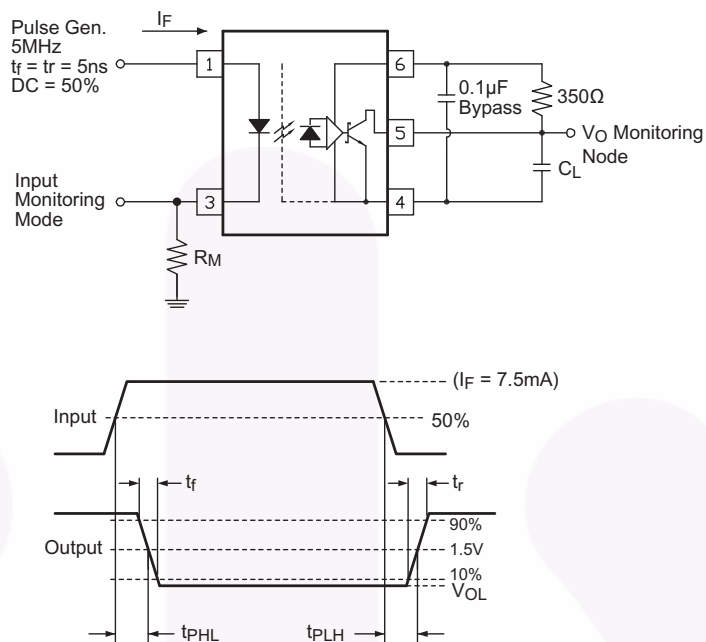 Pulse Gen.
5MHz
tf = tr = 5ns
DC = 50%
IF
1
6
0.1µF
Bypass
350Ω
5
VO Monitoring
Node
CL
Input
Monitoring
Mode
3
4
RM
(IF = 7.5mA)
Input
50%
tf
tr
90%
Output
1.5V
10%
VOL
tPHL
tPLH